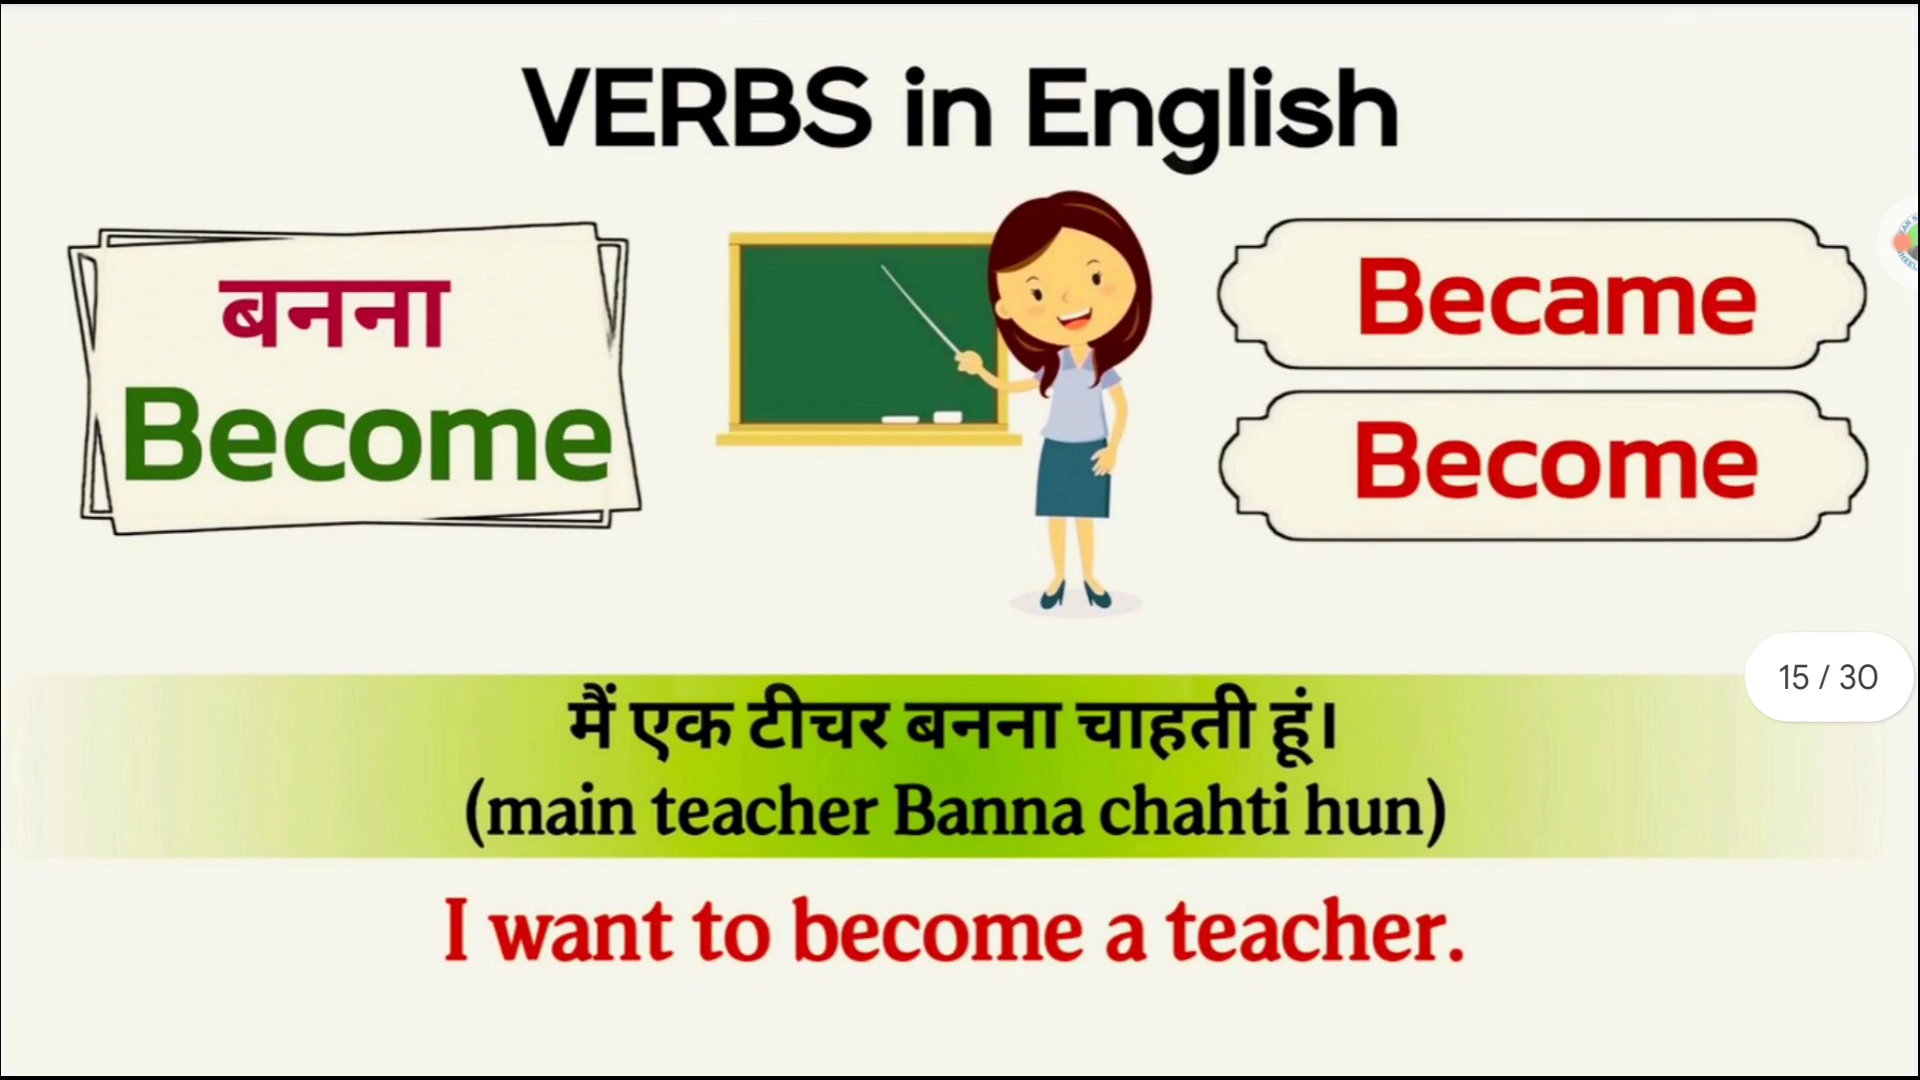 VERBS in English
बनना
Become
Became
Become
15 / 30
मैं एक टीचर बनना चाहती हूं।
(main teacher Banna chahti hun)
I want to become a teacher.